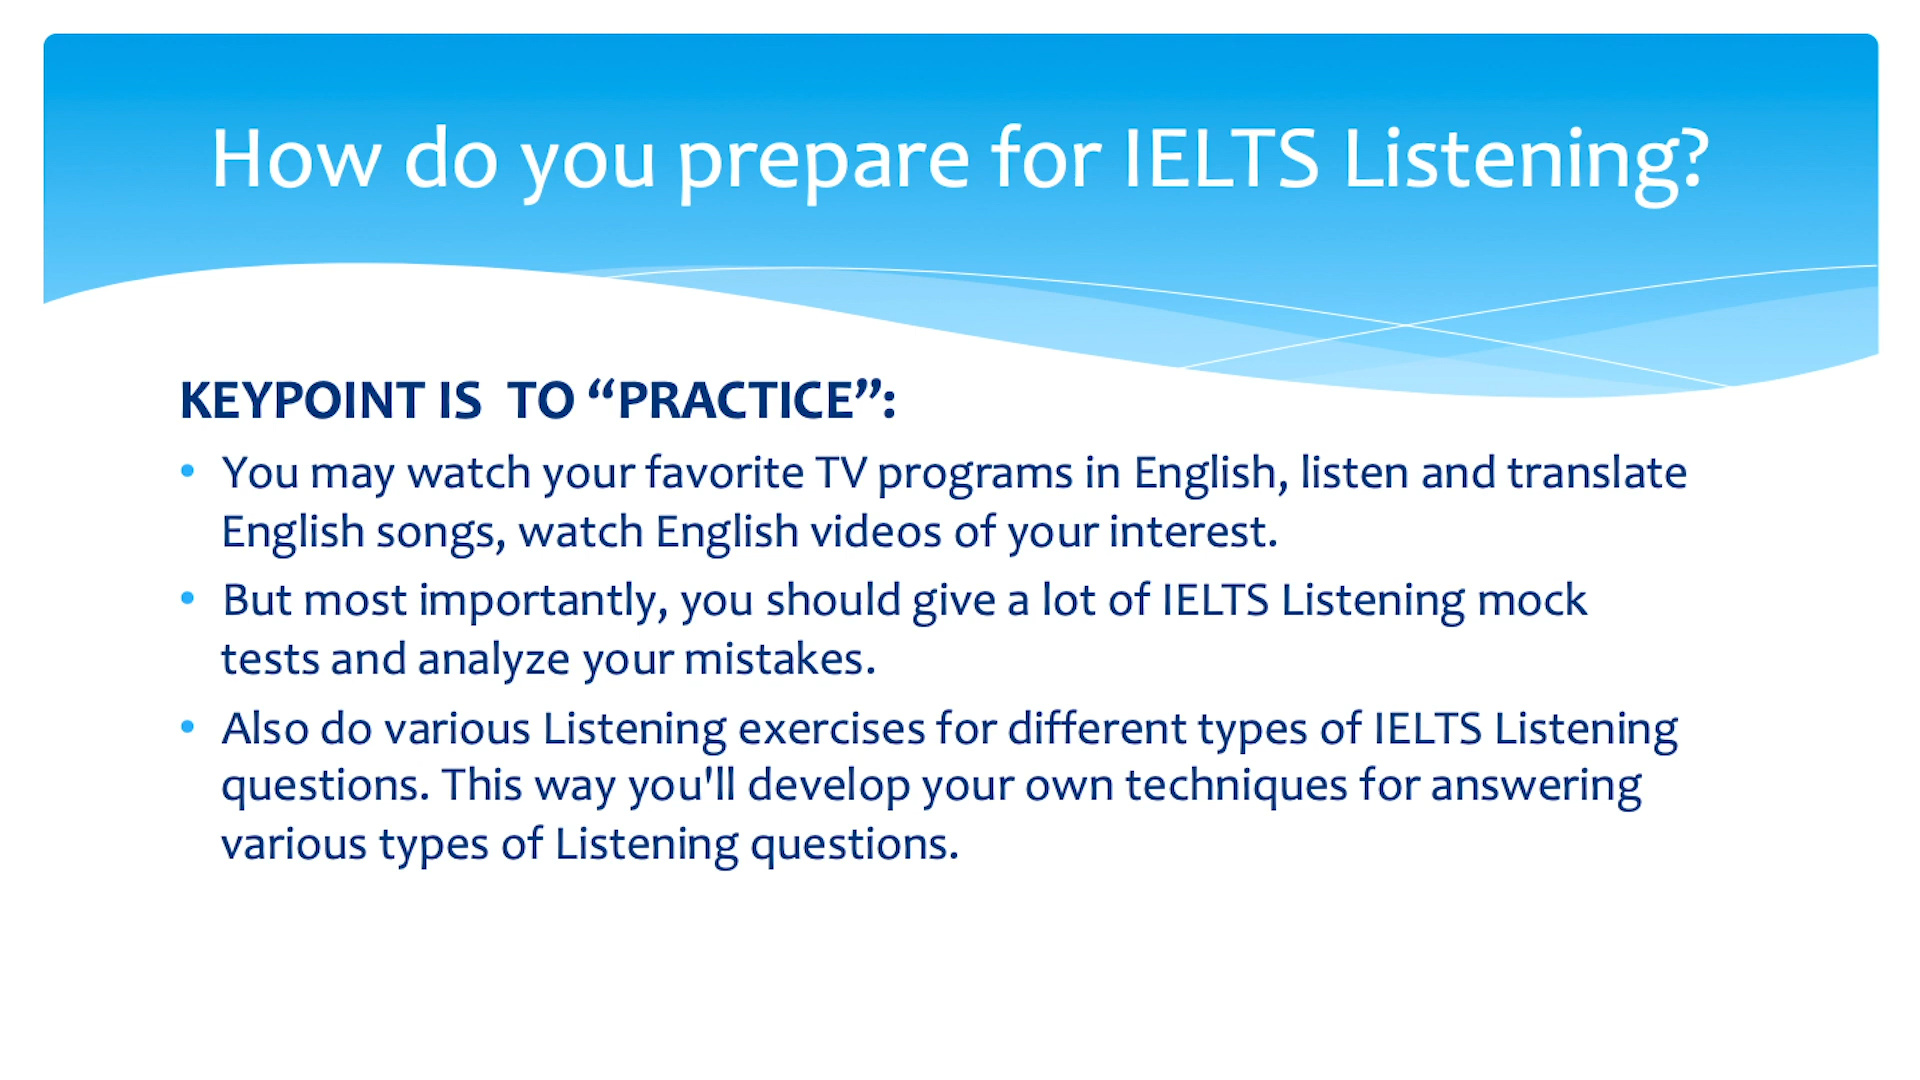 How do you prepare for IELTS Listening?
KEYPOINT IS  TO “PRACTICE”:
• You may watch your favorite TV programs in English, listen and translate
English songs, watch English videos of your interest.
• But most importantly, you should give a lot of IELTS Listening mock
tests and analyze your mistakes.
• Also do various Listening exercises for different types of IELTS Listening
questions. This way you'll develop your own techniques for answering
various types of Listening questions.